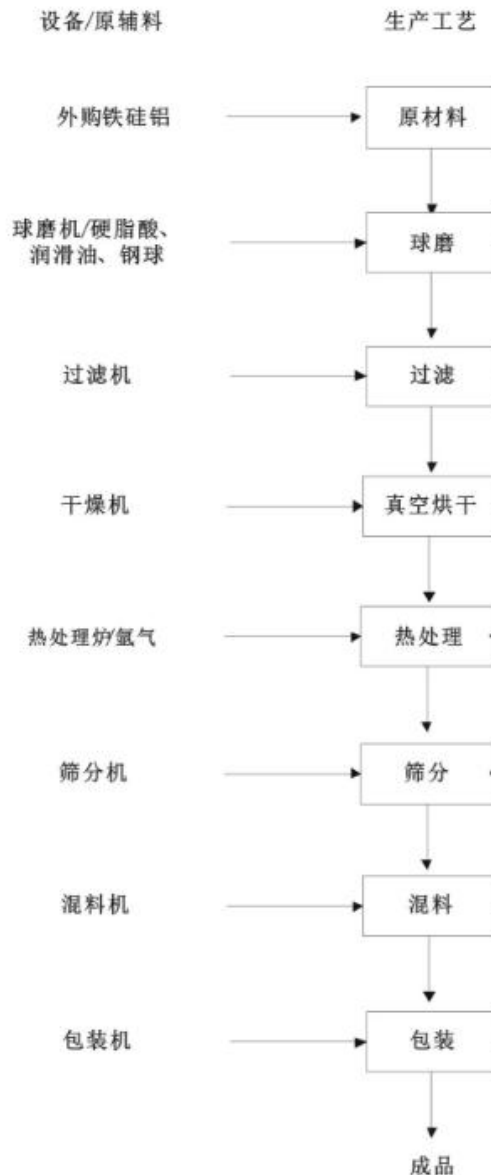 设备/原辅料
生产工艺
外购铁硅铝
原材料
球磨机/硬脂酸、
润滑油、钢球
球磨
过滤机
过滤
干燥机
真空烘干
热处理炉/氩气
热处理
筛分机
筛分
混料机
混料
包装机
包装
成品